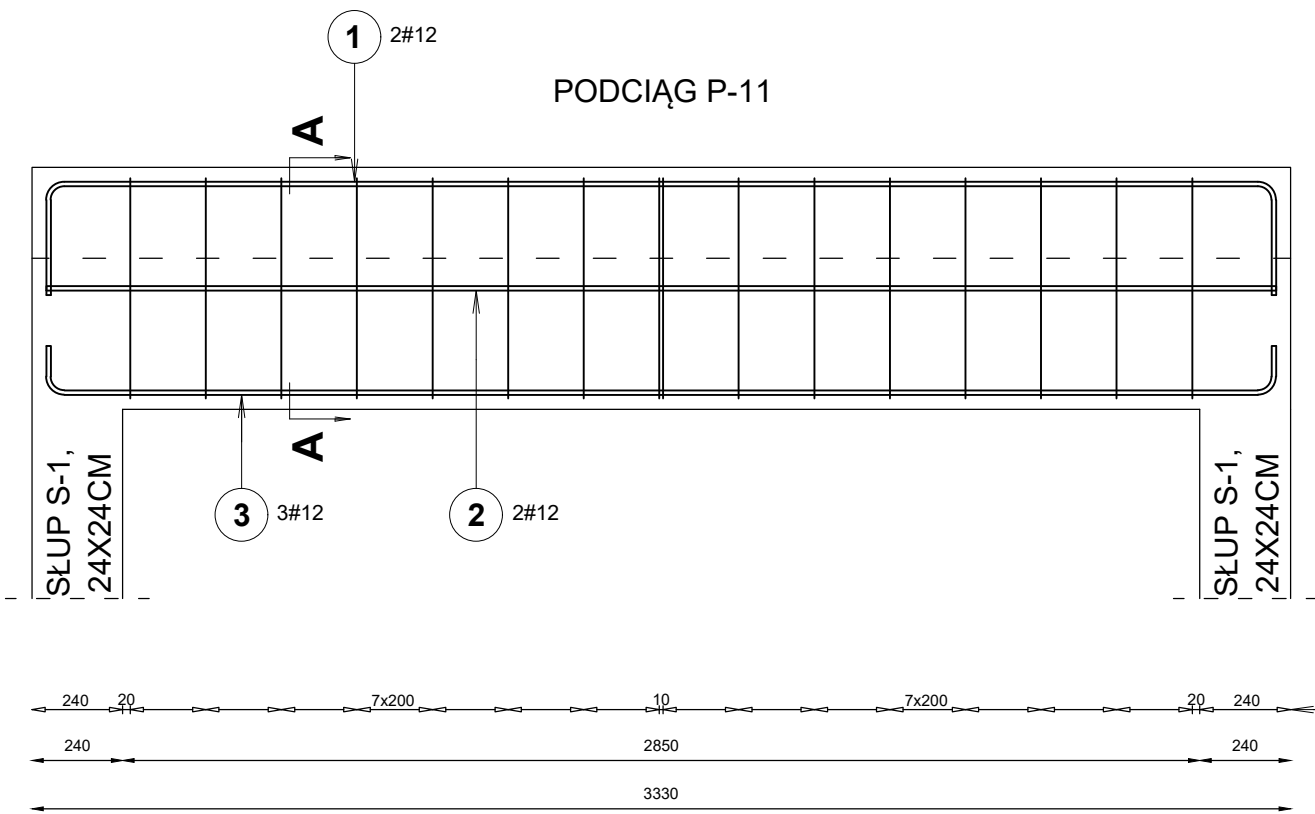 1 2#12
PODCIĄG P-11
A
A
SŁUP S-1,
24X24CM
3 3#12
2 2#12
SŁUP S-1,
24X24CM
240 20 7x200 10 7x200 20 240
240 2850 240
3330